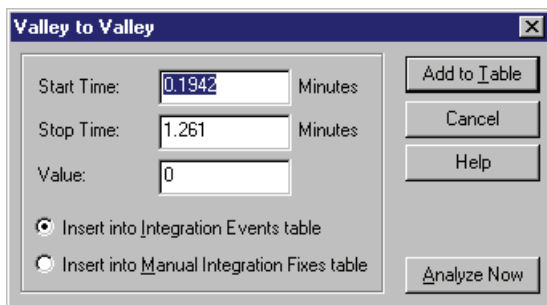 Valley to Valley
Start Time: 0.1942 Minutes
Stop Time: 1.261 Minutes
Value: 0
Insert into Integration Events table
Insert into Manual Integration Fixes table
Add to Table
Cancel
Help
Analyze Now